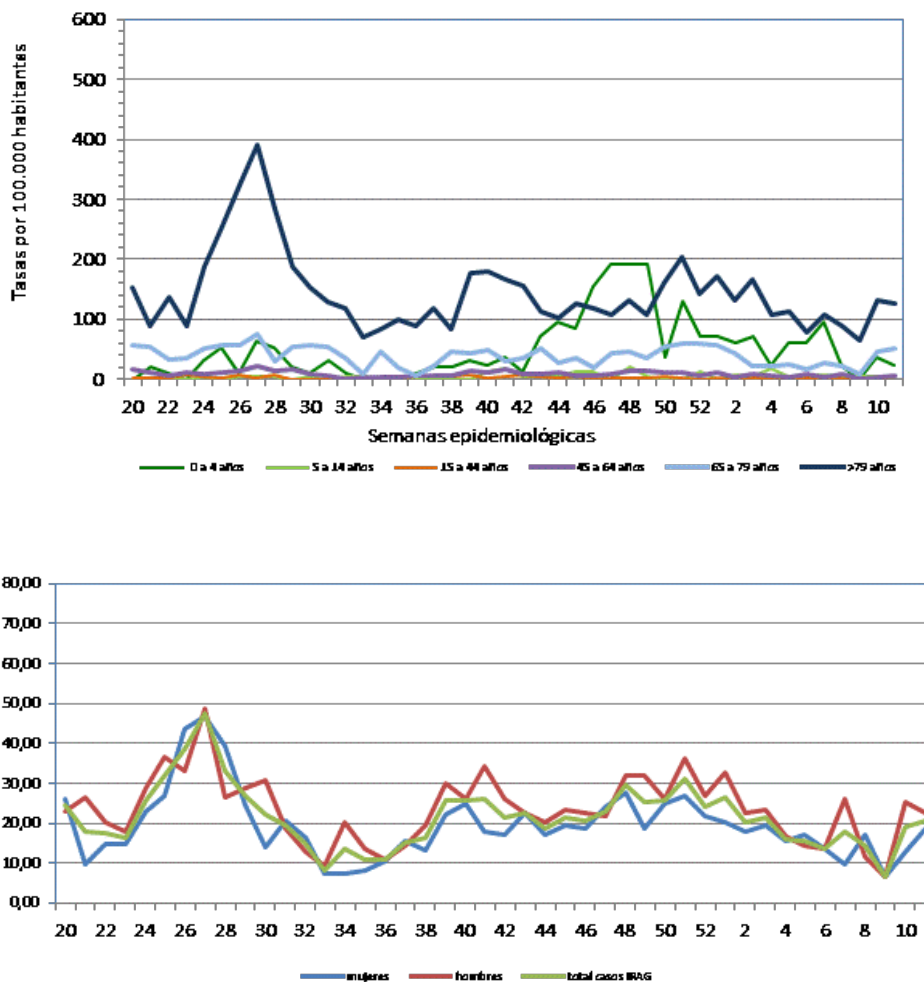 Tasas por 100.000 habitantes
600
500
400
300
200
100
0
20 22 24 26 28 30 32 34 36 38 40 42 44 46 48 50 52 2 4 6 8 10
Semanas epidemiológicas
0 a 4 años 5 a 14 años 15 a 44 años 45 a 64 años 65 a 79 años >79 años
80,00
70,00
60,00
50,00
40,00
30,00
20,00
10,00
0,00
20 22 24 26 28 30 32 34 36 38 40 42 44 46 48 50 52 2 4 6 8 10
mujeres hombres total casos IRAG